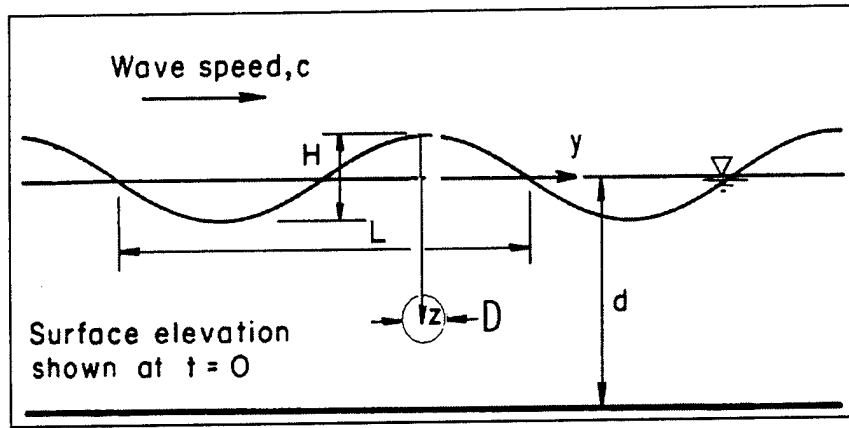 Wave speed, c
H
y
L
d
z
D
Surface elevation
shown at t = 0